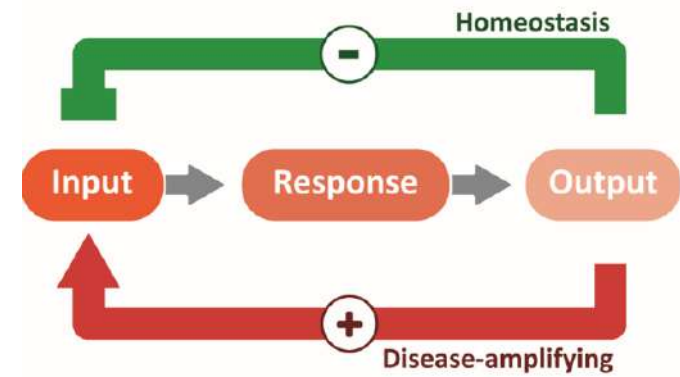 Homeostasis
-
Input
Response
Output
+
Disease-amplifying